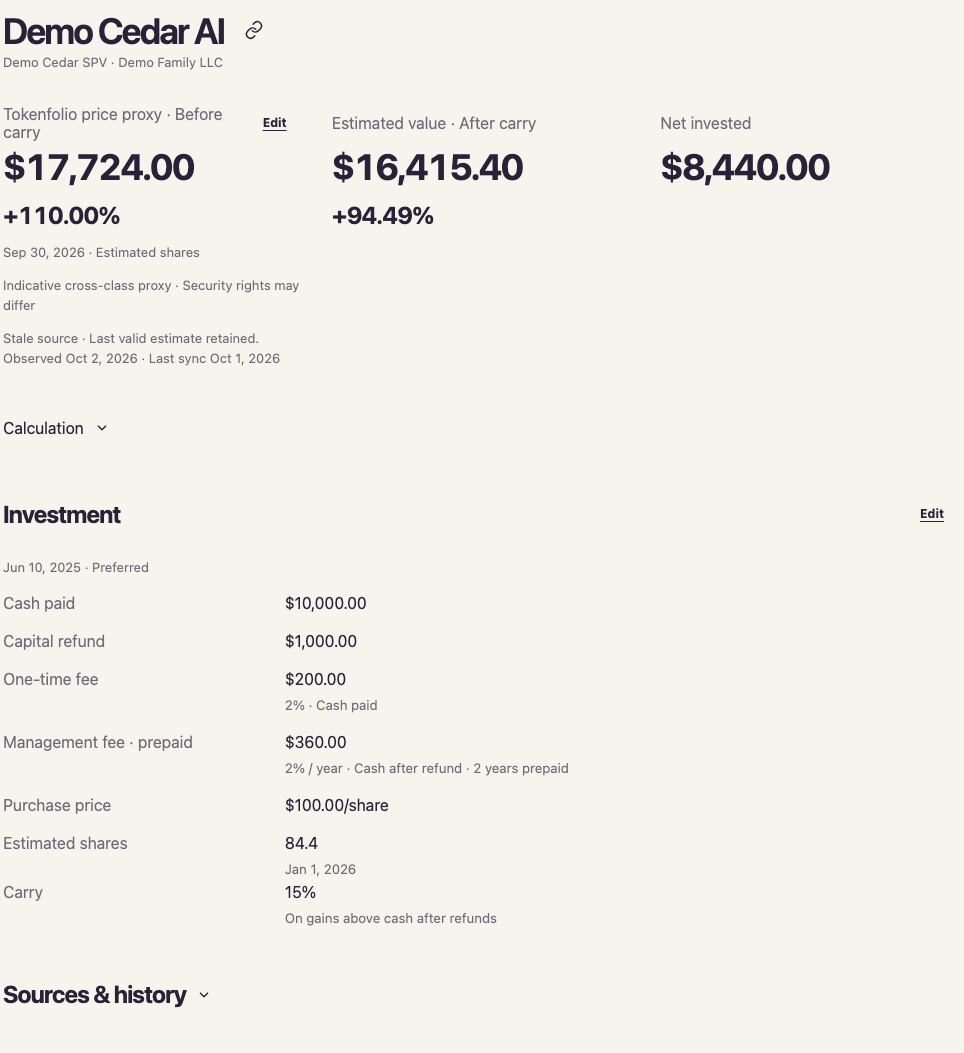 Demo Cedar AI
Demo Cedar SPV · Demo Family LLC
Tokenfolio price proxy · Before
carry
Edit
$17,724.00
+110.00%
Sep 30, 2026 · Estimated shares
Indicative cross-class proxy · Security rights may
differ
Stale source · Last valid estimate retained.
Observed Oct 2, 2026 · Last sync Oct 1, 2026
Estimated value · After carry
$16,415.40
+94.49%
Net invested
$8,440.00
Calculation
Investment
Edit
Jun 10, 2025 · Preferred
Cash paid
$10,000.00
Capital refund
$1,000.00
One-time fee
$200.00
2% · Cash paid
Management fee · prepaid
$360.00
2% / year · Cash after refund · 2 years prepaid
Purchase price
$100.00/share
Estimated shares
84.4
Jan 1, 2026
Carry
15%
On gains above cash after refunds
Sources & history